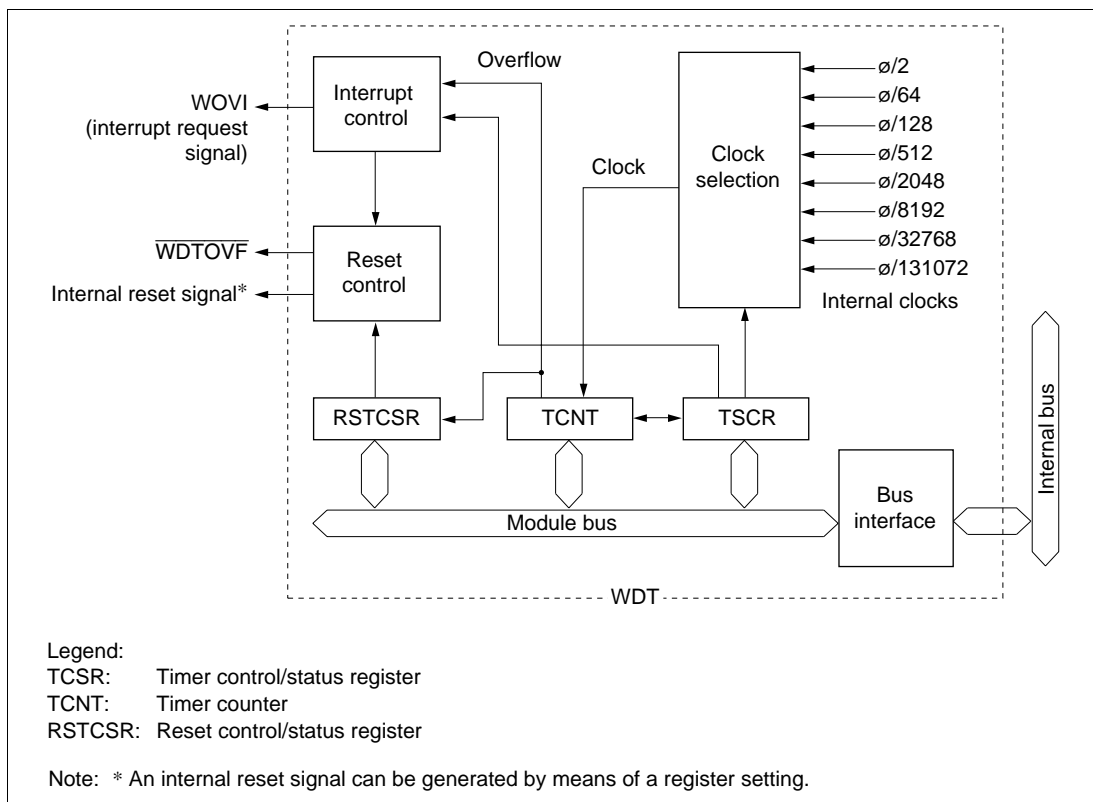 Overflow
Interrupt
control
WOVI
(interrupt request
signal)
Clock
Clock
selection
ø/2
ø/64
ø/128
ø/512
ø/2048
ø/8192
ø/32768
ø/131072
Internal clocks
WDTOVF
Internal reset signal*
Reset
control
RSTCSR
TCNT
TSCR
Module bus
Bus
interface
Internal bus
WDT
Legend:
TCSR: Timer control/status register
TCNT: Timer counter
RSTCSR: Reset control/status register
Note: * An internal reset signal can be generated by means of a register setting.